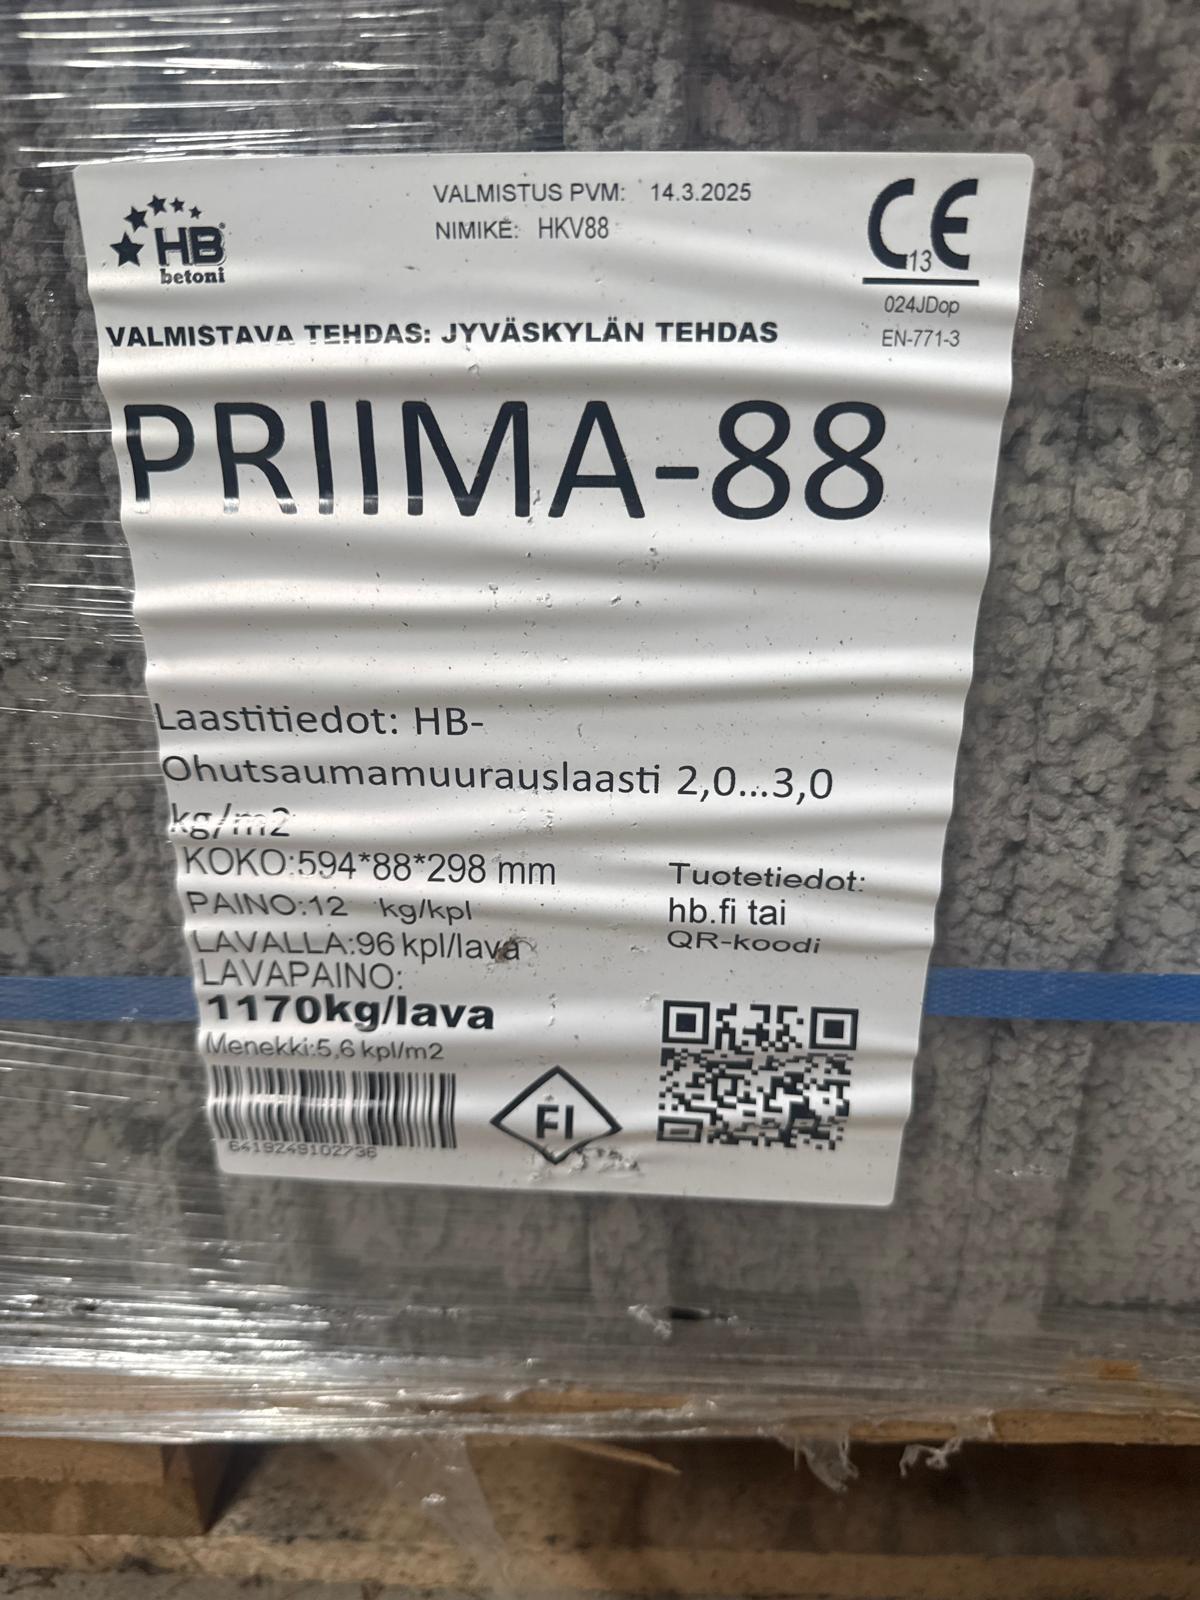 HB
betoni
VALMISTUS PVM: 14.3.2025
NIMIKE: HKV88
CE
13
024JDop
EN-771-3
VALMISTAVA TEHDAS: JYVÄSKYLÄN TEHDAS
PRIIMA-88
Laastitiedot: HB-
Ohutsaumamuurauslaasti 2,0...3,0
kg/m2
KOKO:594*88*298 mm
PAINO:12 kg/kpl
LAVALLA:96 kpl/lava
LAVAPAINO:
1170kg/lava
Menekki:5,6 kpl/m2
Tuotetiedot:
hb.fi tai
QR-koodi
6419249102736
FI